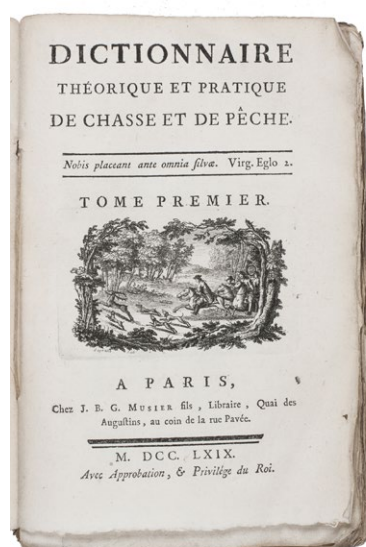 DICTIONNAIRE
THÉORIQUE ET PRATIQUE
DE CHASSE ET DE PÊCHE.
Nobis placeant ante omnia silvæ. Virg. Eglo 2.
TOME PREMIER.
A PARIS,
Chez J. B. G. MUSIER fils, Libraire, Quai des
Augustins, au coin de la rue Pavée.
M. DCC. LXIX.
Avec Approbation, & Privilége du Roi.